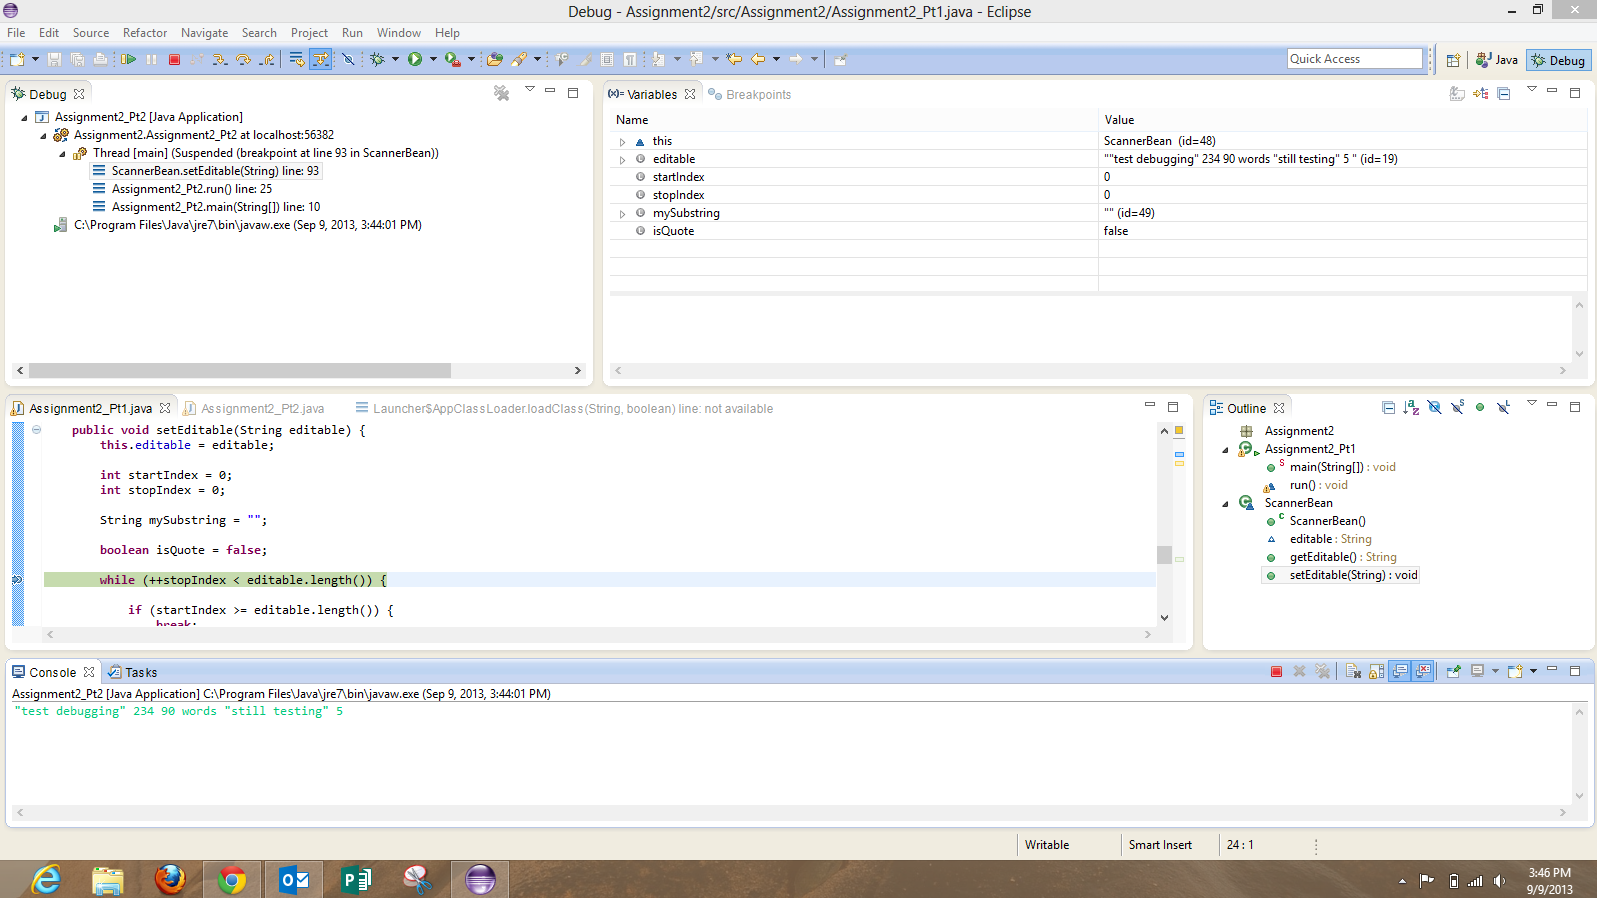 Debug - Assignment2/src/Assignment2/Assignment2_Pt1.java - Eclipse
File Edit Source Refactor Navigate Search Project Run Window Help
Quick Access
Java
Debug
Debug
Assignment2_Pt2 [Java Application]
Assignment2.Assignment2_Pt2 at localhost:56382
Thread [main] (Suspended (breakpoint at line 93 in ScannerBean))
ScannerBean.setEditable(String) line: 93
Assignment2_Pt2.run() line: 25
Assignment2_Pt2.main(String[]) line: 10
C:\Program Files\Java\jre7\bin\javaw.exe (Sep 9, 2013, 3:44:01 PM)
(x)= Variables Breakpoints
Name Value
this ScannerBean (id=48)
editable ""test debugging" 234 90 words "still testing" 5 " (id=19)
startIndex 0
stopIndex 0
mySubstring "" (id=49)
isQuote false
Assignment2_Pt1.java Assignment2_Pt2.java Launcher$AppClassLoader.loadClass(String, boolean) line: not available
public void setEditable(String editable) {
this.editable = editable;
int startIndex = 0;
int stopIndex = 0;
String mySubstring = "";
boolean isQuote = false;
while (++stopIndex < editable.length()) {
if (startIndex >= editable.length()) {
break;
Outline
Assignment2
Assignment2_Pt1
main(String[]) : void
run() : void
ScannerBean
ScannerBean()
editable : String
getEditable() : String
setEditable(String) : void
Console Tasks
Assignment2_Pt2 [Java Application] C:\Program Files\Java\jre7\bin\javaw.exe (Sep 9, 2013, 3:44:01 PM)
"test debugging" 234 90 words "still testing" 5
Writable Smart Insert 24 : 1
3:46 PM
9/9/2013